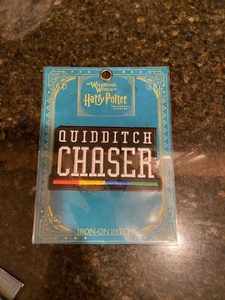 THE WIZARDING WORLD
OF
Harry Potter
QUIDDITCH
CHASER
IRON-ON PATCH